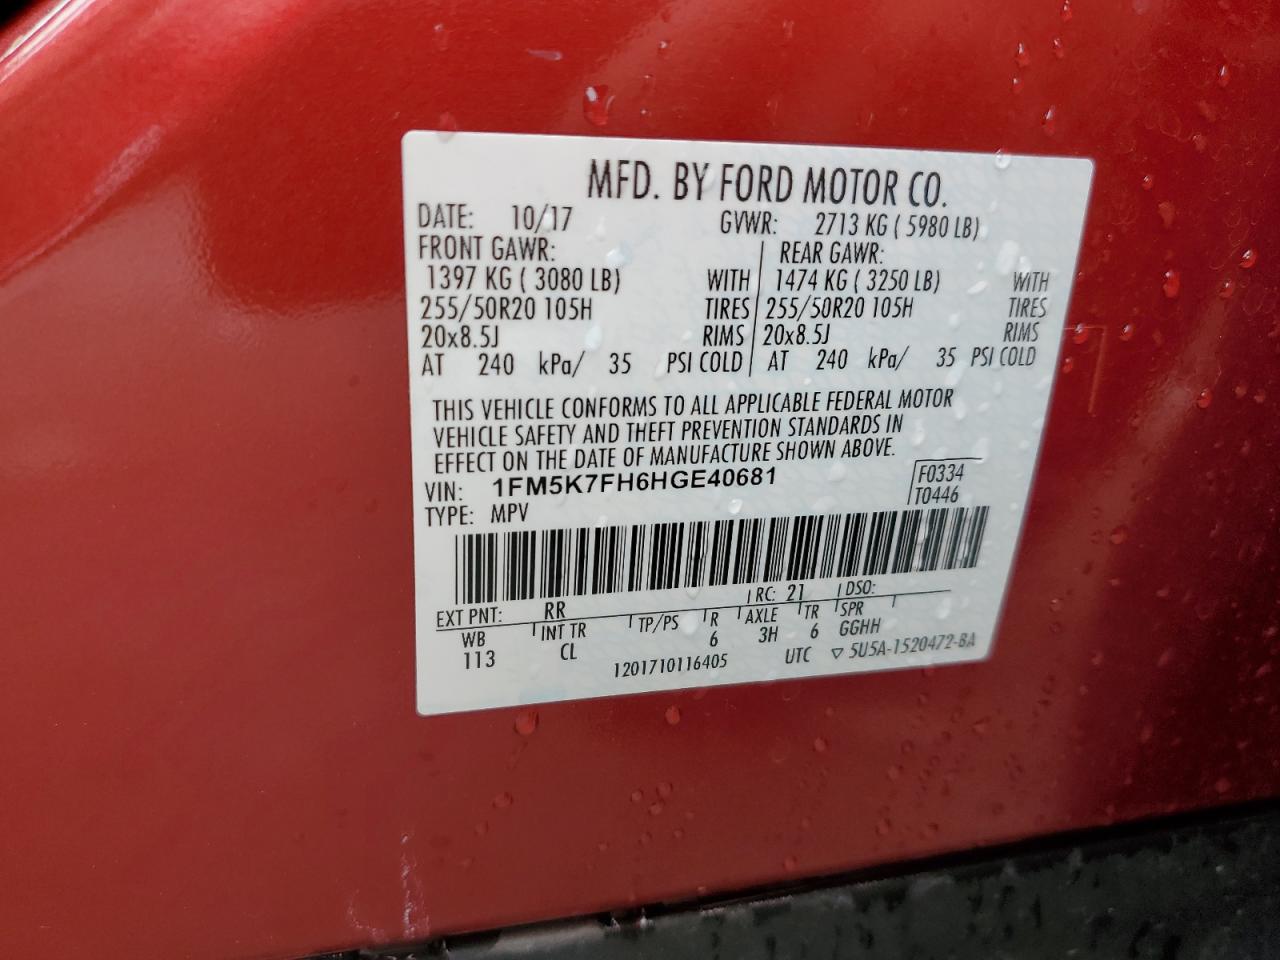 MFD. BY FORD MOTOR CO.
DATE: 10/17 GVWR: 2713 KG ( 5980 LB)
FRONT GAWR: REAR GAWR:
1397 KG ( 3080 LB) WITH 1474 KG ( 3250 LB) WITH
255/50R20 105H TIRES 255/50R20 105H TIRES
20x8.5J RIMS 20x8.5J RIMS
AT 240 kPa/ 35 PSI COLD AT 240 kPa/ 35 PSI COLD
THIS VEHICLE CONFORMS TO ALL APPLICABLE FEDERAL MOTOR
VEHICLE SAFETY AND THEFT PREVENTION STANDARDS IN
EFFECT ON THE DATE OF MANUFACTURE SHOWN ABOVE.
VIN: 1FM5K7FH6HGE40681 F0334
TYPE: MPV T0446
EXT PNT: RR RC: 21 DSO:
WB INT TR TP/PS R AXLE TR SPR
113 CL 6 3H 6 GGHH
1201710116405 UTC ▽ 5U5A-1520472-BA